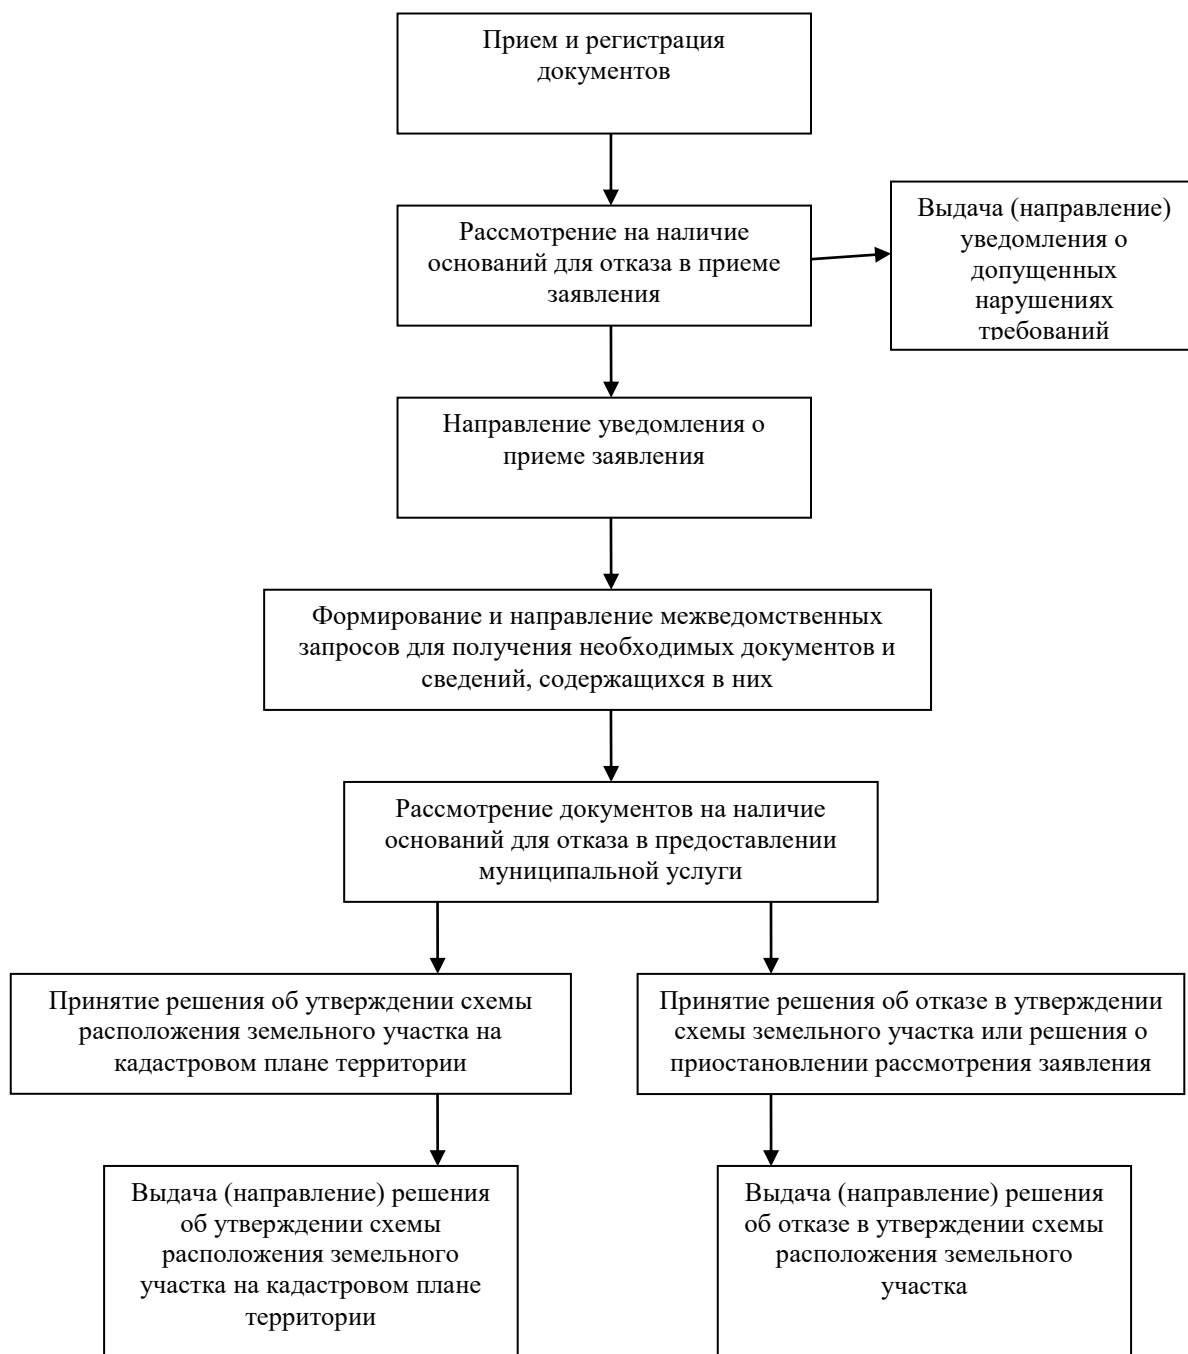 Прием и регистрация
документов
Рассмотрение на наличие
оснований для отказа в приеме
заявления
Выдача (направление)
уведомления о
допущенных
нарушениях
требований
Направление уведомления о
приеме заявления
Формирование и направление межведомственных
запросов для получения необходимых документов и
сведений, содержащихся в них
Рассмотрение документов на наличие
оснований для отказа в предоставлении
муниципальной услуги
Принятие решения об утверждении схемы
расположения земельного участка на
кадастровом плане территории
Принятие решения об отказе в утверждении
схемы земельного участка или решения о
приостановлении рассмотрения заявления
Выдача (направление) решения
об утверждении схемы
расположения земельного
участка на кадастровом плане
территории
Выдача (направление) решения
об отказе в утверждении схемы
расположения земельного
участка